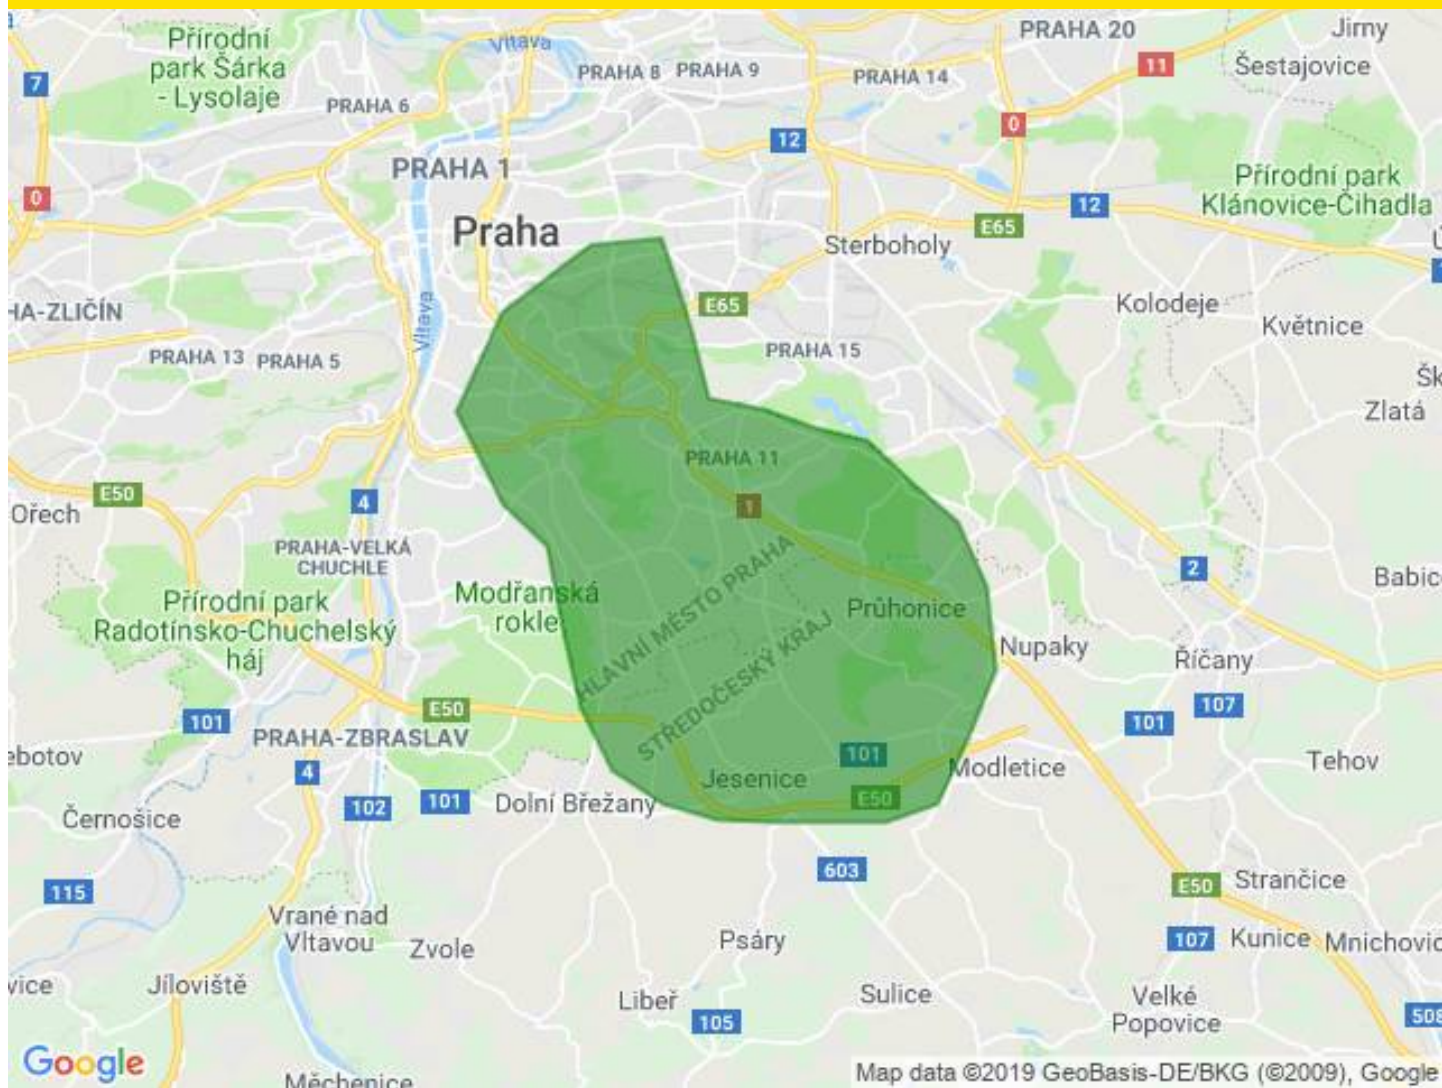 PRAHA 20
Jirny
Přírodní
park Šárka
- Lysolaje
Vltava
PRAHA 8
PRAHA 9
PRAHA 14
11
Šestajovice
7
PRAHA 6
0
12
PRAHA 1
Přírodní park
Klánovice-Čihadla
0
12
Praha
E65
Sterboholy
HA-ZLIČÍN
Vltava
E65
Kolodeje
Květnice
PRAHA 13
PRAHA 5
PRAHA 15
Šk
Zlatá
PRAHA 11
E50
4
1
Ořech
PRAHA-VELKÁ
CHUCHLE
2
Babic
Modřanská
rokle
Přírodní park
Radotínsko-Chuchelský
háj
HLAVNÍ MĚSTO PRAHA
STŘEDOČESKÝ KRAJ
Průhonice
Nupaky
Říčany
107
101
E50
101
PRAHA-ZBRASLAV
101
ebotov
4
Jesenice
Modletice
Tehov
102
101
Dolní Břežany
E50
Černošice
603
115
E50
Strančice
Vrané nad
Vltavou
Zvole
Psáry
107
Kunice
Mnichovic
vice
Jíloviště
Libeř
Sulice
Velké
Popovice
105
508
Google
Měchenice
Map data ©2019 GeoBasis-DE/BKG (©2009), Google